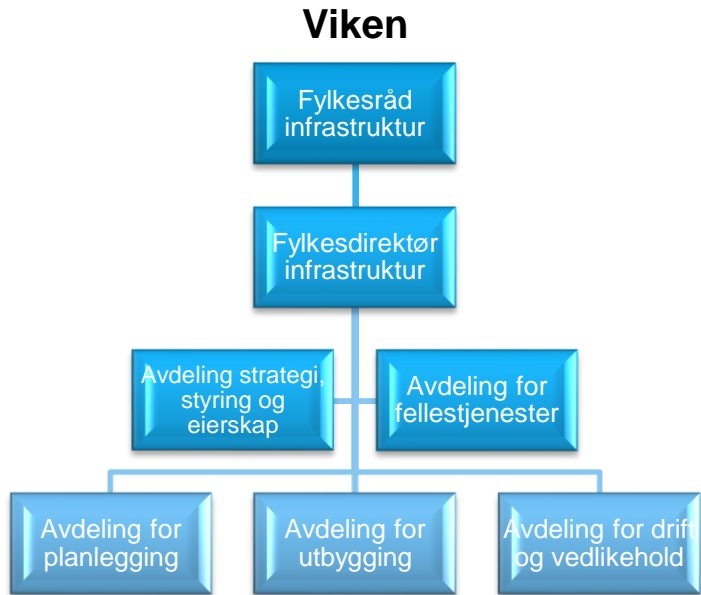 Viken
Fylkesråd
infrastruktur
Fylkesdirektør
infrastruktur
Avdeling strategi,
styring og
eierskap
Avdeling for
fellestjenester
Avdeling for
planlegging
Avdeling for
utbygging
Avdeling for drift
og vedlikehold